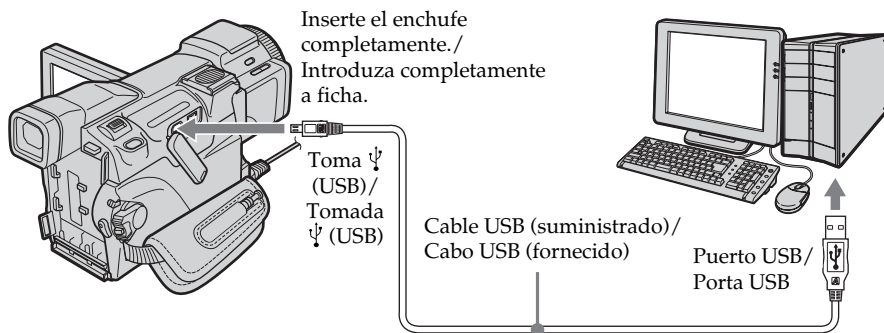 Inserte el enchufe
completamente./
Introduza completamente
a ficha.
Toma
(USB)/
Tomada
(USB)
Cable USB (suministrado)/
Cabo USB (fornecido)
Puerto USB/
Porta USB